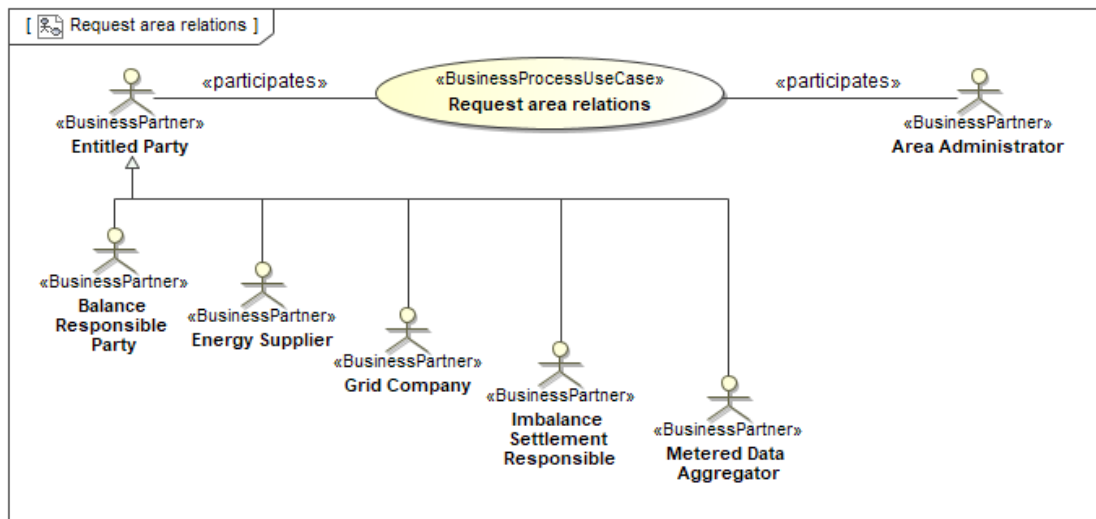 [ Request area relations ]
«participates»
«BusinessProcessUseCase»
Request area relations
«participates»
«BusinessPartner»
Entitled Party
«BusinessPartner»
Area Administrator
«BusinessPartner»
Balance
Responsible
Party
«BusinessPartner»
Energy Supplier
«BusinessPartner»
Grid Company
«BusinessPartner»
Imbalance
Settlement
Responsible
«BusinessPartner»
Metered Data
Aggregator